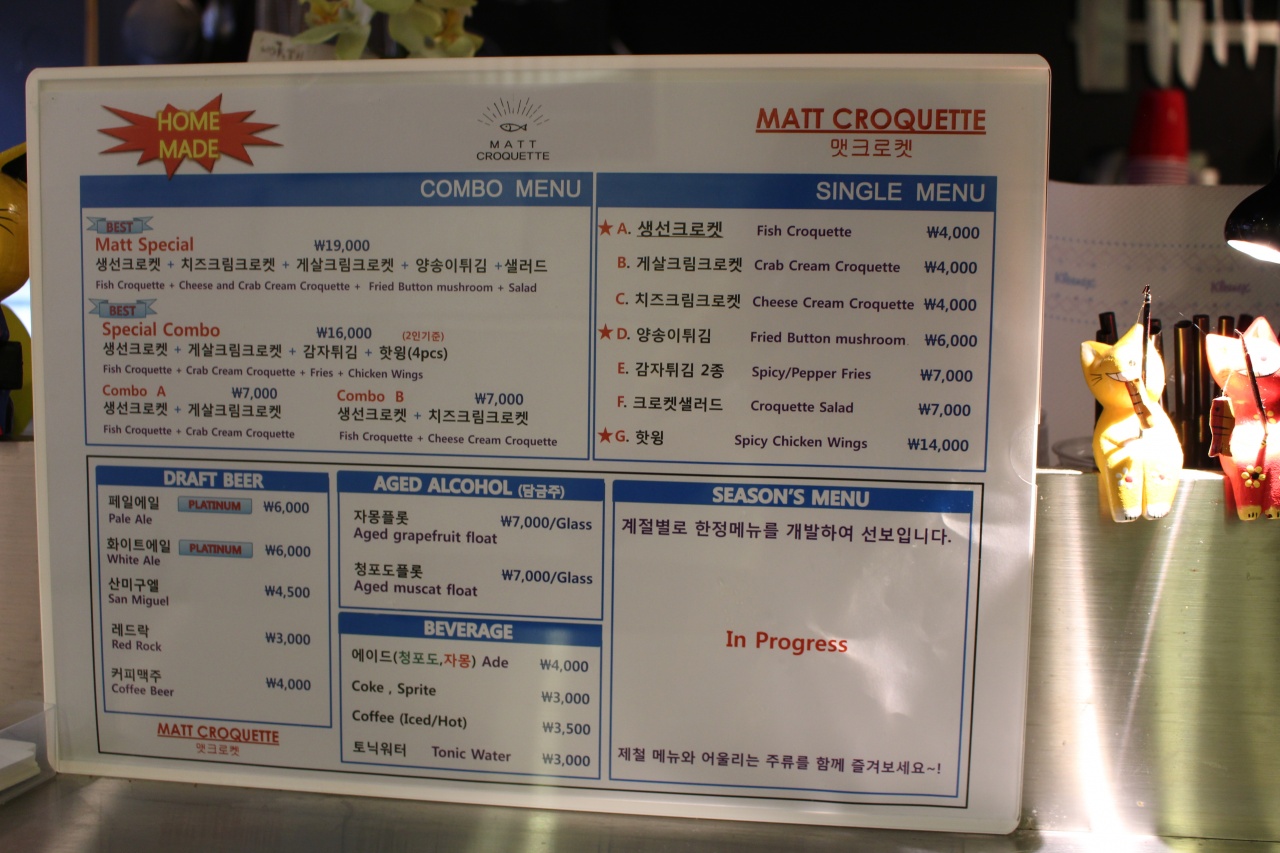 HOME
MADE
MATT
CROQUETTE
MATT CROQUETTE
맷크로켓
COMBO MENU
BEST
Matt Special ₩19,000
생선크로켓 + 치즈크림크로켓 + 게살크림크로켓 + 양송이튀김 +샐러드
Fish Croquette + Cheese and Crab Cream Croquette + Fried Button mushroom + Salad
BEST
Special Combo ₩16,000 (2인기준)
생선크로켓 + 게살크림크로켓 + 감자튀김 + 핫윙(4pcs)
Fish Croquette + Crab Cream Croquette + Fries + Chicken Wings
Combo A ₩7,000
생선크로켓 + 게살크림크로켓
Fish Croquette + Crab Cream Croquette
Combo B ₩7,000
생선크로켓 + 치즈크림크로켓
Fish Croquette + Cheese Cream Croquette
SINGLE MENU
★ A. 생선크로켓 Fish Croquette ₩4,000
B. 게살크림크로켓 Crab Cream Croquette ₩4,000
C. 치즈크림크로켓 Cheese Cream Croquette ₩4,000
★ D. 양송이튀김 Fried Button mushroom ₩6,000
E. 감자튀김 2종 Spicy/Pepper Fries ₩7,000
F. 크로켓샐러드 Croquette Salad ₩7,000
★ G. 핫윙 Spicy Chicken Wings ₩14,000
DRAFT BEER
페일에일 PLATINUM ₩6,000
Pale Ale
화이트에일 PLATINUM ₩6,000
White Ale
산미구엘 ₩4,500
San Miguel
레드락 ₩3,000
Red Rock
커피맥주 ₩4,000
Coffee Beer
MATT CROQUETTE
맷크로켓
AGED ALCOHOL (담금주)
자몽플롯 ₩7,000/Glass
Aged grapefruit float
청포도플롯 ₩7,000/Glass
Aged muscat float
BEVERAGE
에이드(청포도,자몽) Ade ₩4,000
Coke , Sprite ₩3,000
Coffee (Iced/Hot) ₩3,500
토닉워터 Tonic Water ₩3,000
SEASON'S MENU
계절별로 한정메뉴를 개발하여 선보입니다.
In Progress
제철 메뉴와 어울리는 주류를 함께 즐겨보세요~!